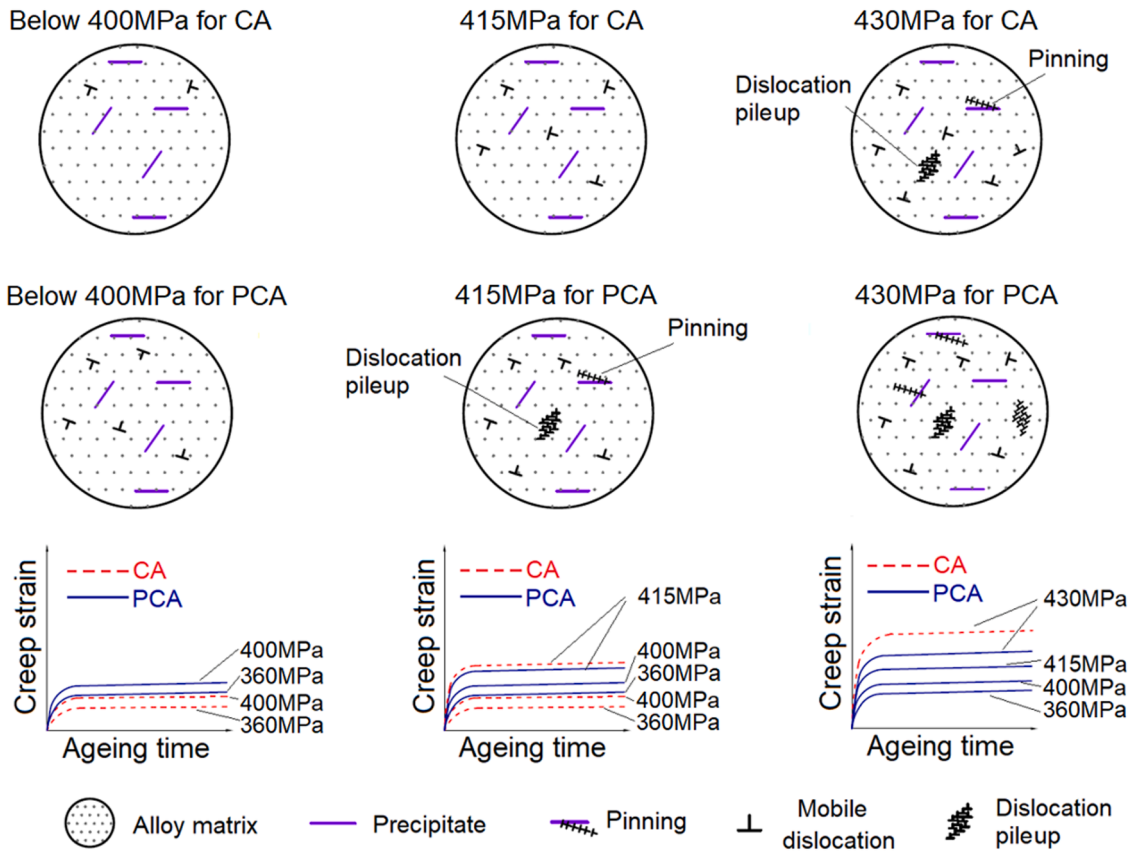 Below 400MPa for CA
415MPa for CA
430MPa for CA
Dislocation
pileup
Pinning
Below 400MPa for PCA
415MPa for PCA
430MPa for PCA
Dislocation
pileup
Pinning
Creep strain
CA
PCA
400MPa
360MPa
400MPa
360MPa
Ageing time
Creep strain
CA
PCA
415MPa
400MPa
360MPa
400MPa
360MPa
Ageing time
Creep strain
CA
PCA
430MPa
415MPa
400MPa
360MPa
Ageing time
Alloy matrix
Precipitate
Pinning
Mobile
dislocation
Dislocation
pileup